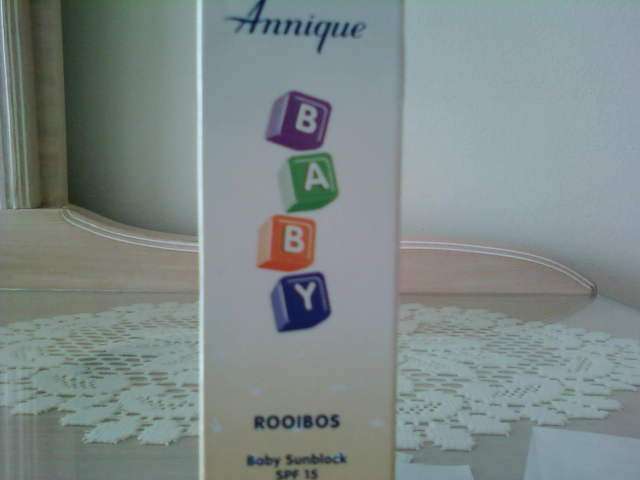 Annique
B
A
B
Y
ROOIBOS
Baby Sunblock
SPF 15